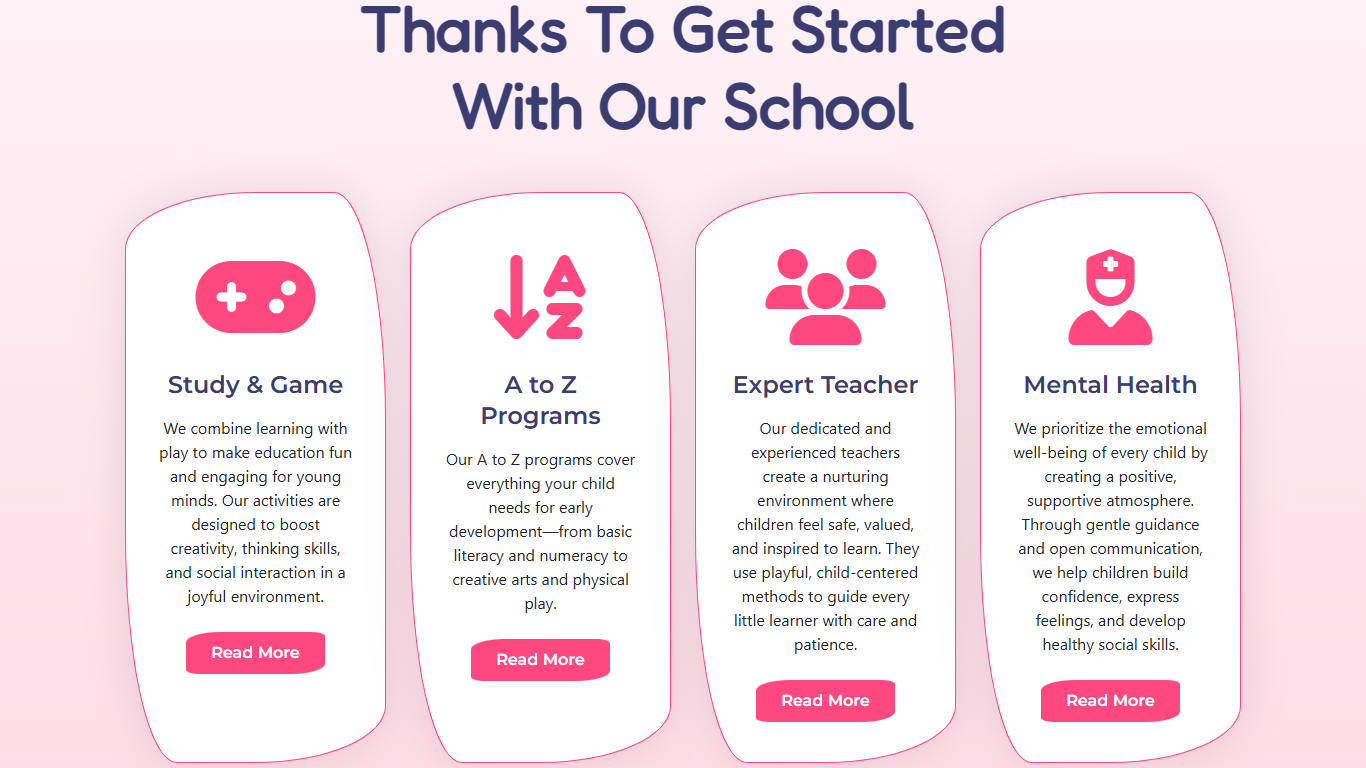 Thanks To Get Started
With Our School
Study & Game
We combine learning with
play to make education fun
and engaging for young
minds. Our activities are
designed to boost
creativity, thinking skills,
and social interaction in a
joyful environment.
Read More
A to Z
Programs
Our A to Z programs cover
everything your child
needs for early
development—from basic
literacy and numeracy to
creative arts and physical
play.
Read More
Expert Teacher
Our dedicated and
experienced teachers
create a nurturing
environment where
children feel safe, valued,
and inspired to learn. They
use playful, child-centered
methods to guide every
little learner with care and
patience.
Read More
Mental Health
We prioritize the emotional
well-being of every child by
creating a positive,
supportive atmosphere.
Through gentle guidance
and open communication,
we help children build
confidence, express
feelings, and develop
healthy social skills.
Read More